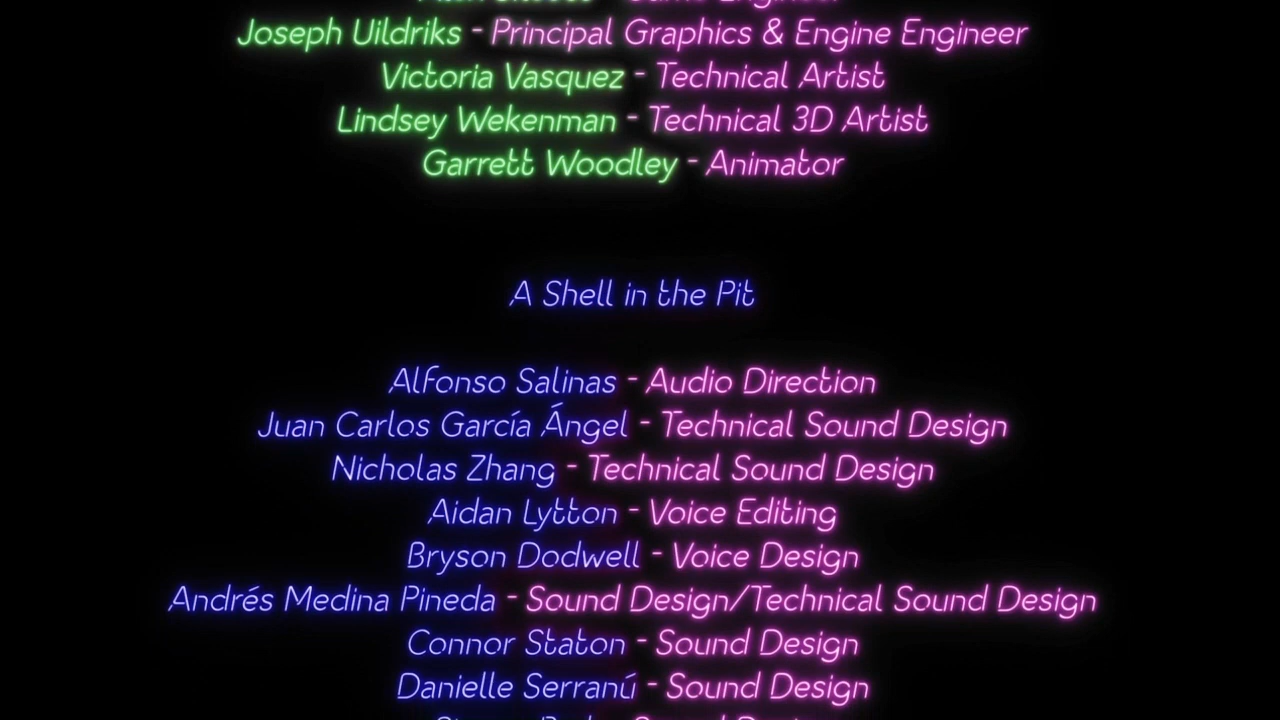 Joseph Uildriks - Principal Graphics & Engine Engineer
Victoria Vasquez - Technical Artist
Lindsey Wekenman - Technical 3D Artist
Garrett Woodley - Animator
A Shell in the Pit
Alfonso Salinas - Audio Direction
Juan Carlos García Ángel - Technical Sound Design
Nicholas Zhang - Technical Sound Design
Aidan Lytton - Voice Editing
Bryson Dodwell - Voice Design
Andrés Medina Pineda - Sound Design/Technical Sound Design
Connor Staton - Sound Design
Danielle Serranú - Sound Design